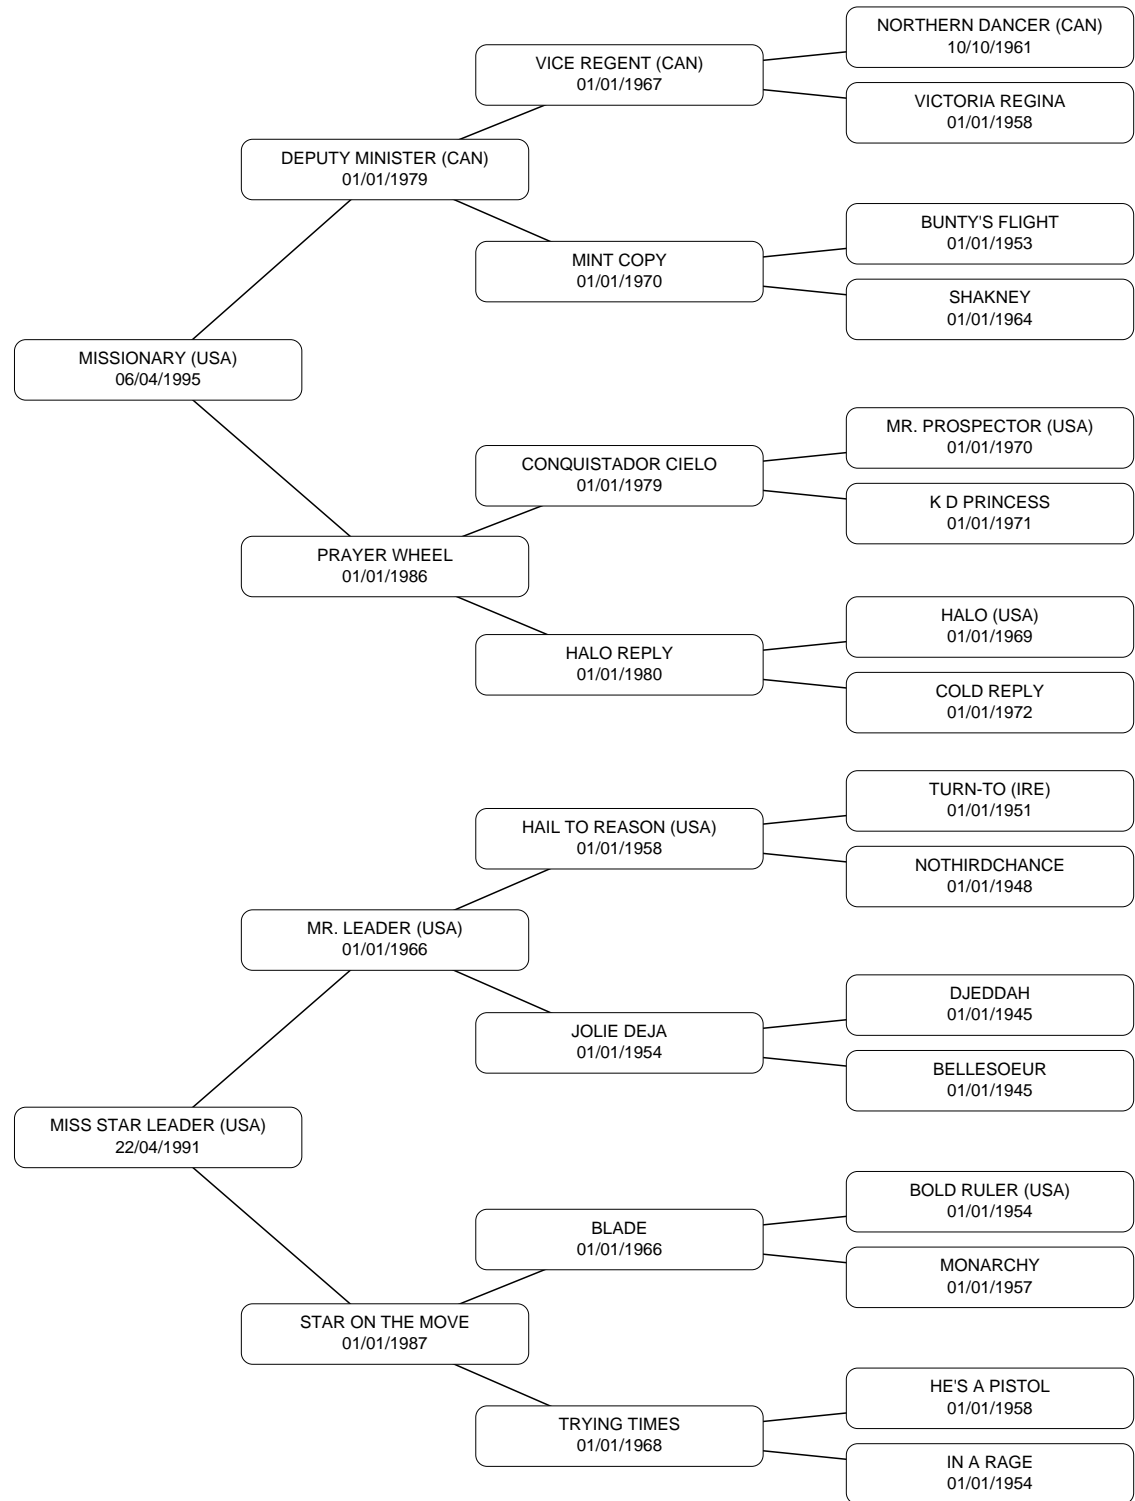 NORTHERN DANCER (CAN)
10/10/1961
VICE REGENT (CAN)
01/01/1967
VICTORIA REGINA
01/01/1958
DEPUTY MINISTER (CAN)
01/01/1979
BUNTY'S FLIGHT
01/01/1953
MINT COPY
01/01/1970
SHAKNEY
01/01/1964
MISSIONARY (USA)
06/04/1995
MR. PROSPECTOR (USA)
01/01/1970
CONQUISTADOR CIELO
01/01/1979
K D PRINCESS
01/01/1971
PRAYER WHEEL
01/01/1986
HALO (USA)
01/01/1969
HALO REPLY
01/01/1980
COLD REPLY
01/01/1972
TURN-TO (IRE)
01/01/1951
HAIL TO REASON (USA)
01/01/1958
NOTHIRDCHANCE
01/01/1948
MR. LEADER (USA)
01/01/1966
DJEDDAH
01/01/1945
JOLIE DEJA
01/01/1954
BELLESOEUR
01/01/1945
MISS STAR LEADER (USA)
22/04/1991
BOLD RULER (USA)
01/01/1954
BLADE
01/01/1966
MONARCHY
01/01/1957
STAR ON THE MOVE
01/01/1987
HE'S A PISTOL
01/01/1958
TRYING TIMES
01/01/1968
IN A RAGE
01/01/1954